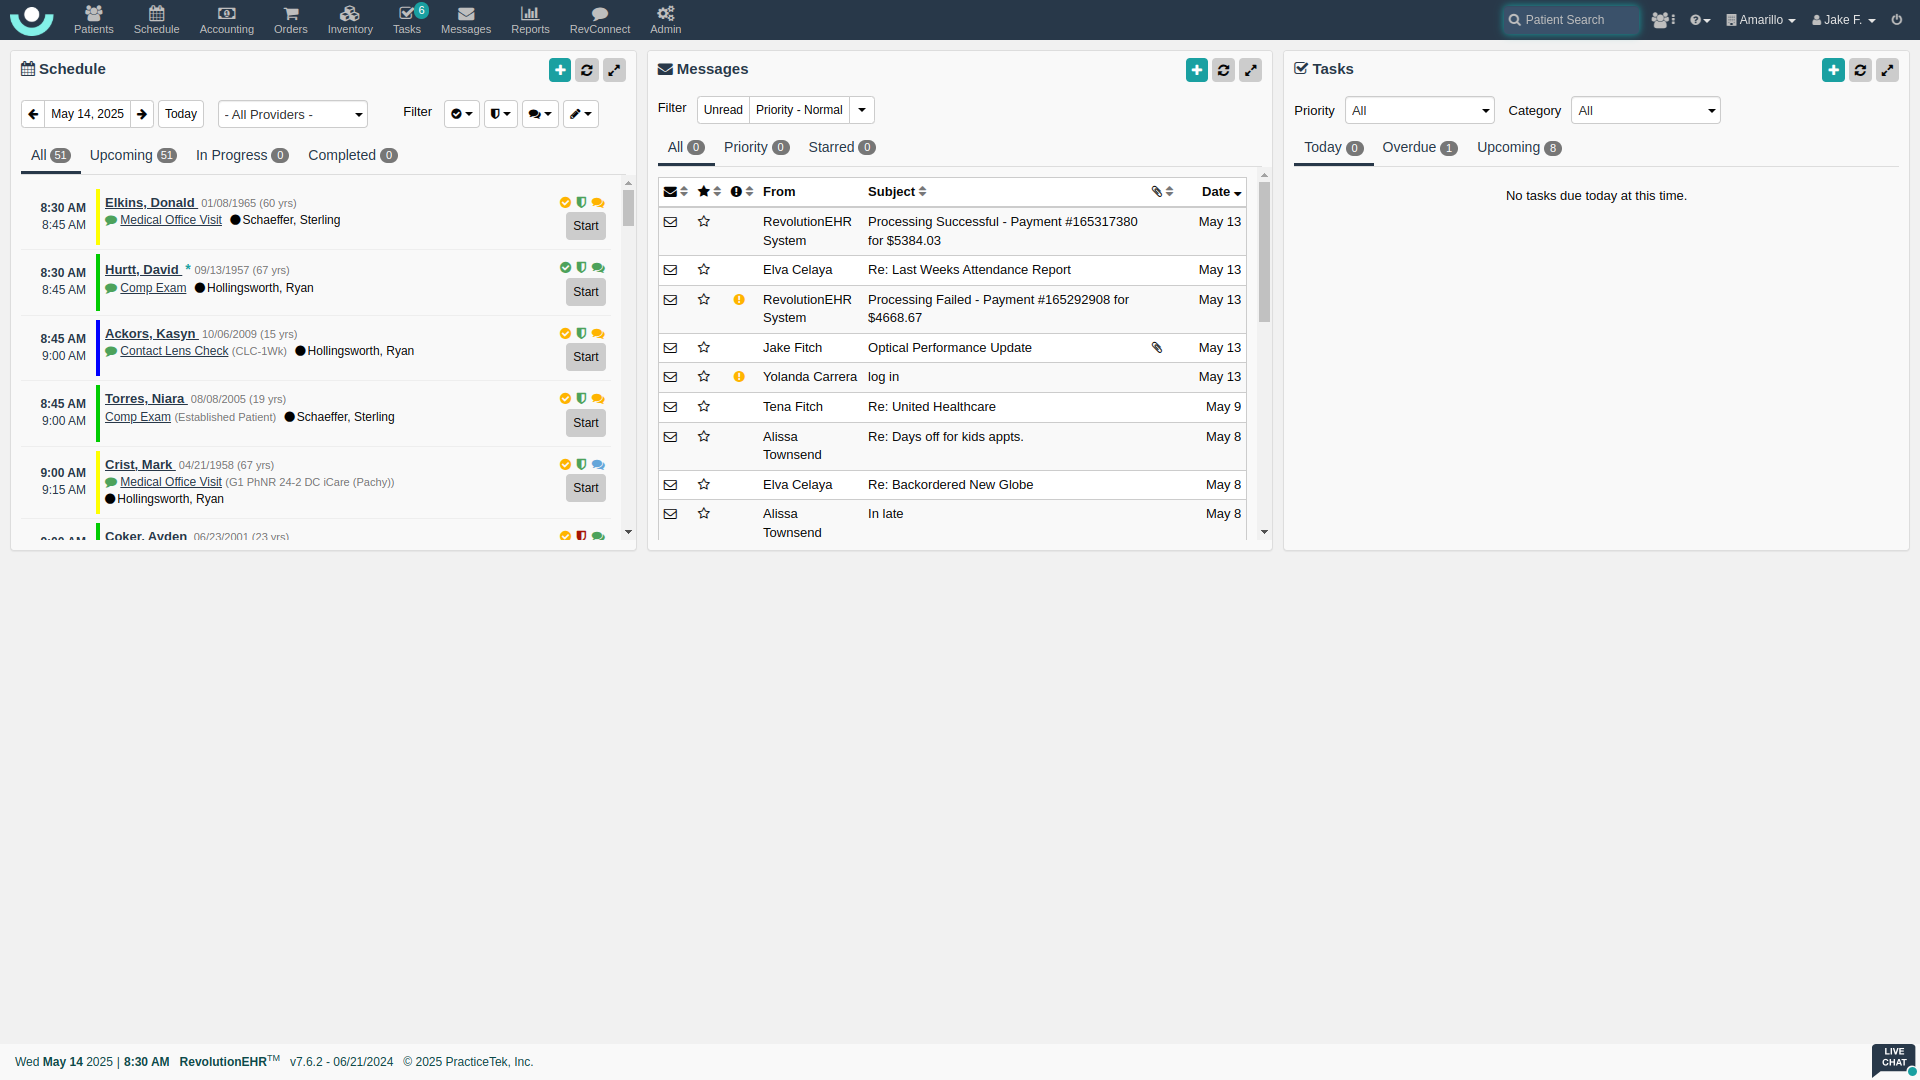 Patients Schedule Accounting Orders Inventory Tasks 6 Messages Reports RevConnect Admin Patient Search Amarillo Jake F.
Schedule
May 14, 2025 Today - All Providers - Filter
All 51 Upcoming 51 In Progress 0 Completed 0
8:30 AM Elkins, Donald 01/08/1965 (60 yrs)
8:45 AM Medical Office Visit Schaeffer, Sterling Start
8:30 AM Hurtt, David * 09/13/1957 (67 yrs)
8:45 AM Comp Exam Hollingsworth, Ryan Start
8:45 AM Ackors, Kasyn 10/06/2009 (15 yrs)
9:00 AM Contact Lens Check (CLC-1Wk) Hollingsworth, Ryan Start
8:45 AM Torres, Niara 08/08/2005 (19 yrs)
9:00 AM Comp Exam (Established Patient) Schaeffer, Sterling Start
9:00 AM Crist, Mark 04/21/1958 (67 yrs)
9:15 AM Medical Office Visit (G1 PhNR 24-2 DC iCare (Pachy)) Start
Hollingsworth, Ryan
9:00 AM Coker, Ayden 06/23/2001 (23 yrs)
Messages
Filter Unread Priority - Normal
All 0 Priority 0 Starred 0
From Subject Date
RevolutionEHR System Processing Successful - Payment #165317380 for $5384.03 May 13
Elva Celaya Re: Last Weeks Attendance Report May 13
RevolutionEHR System Processing Failed - Payment #165292908 for $4668.67 May 13
Jake Fitch Optical Performance Update May 13
Yolanda Carrera log in May 13
Tena Fitch Re: United Healthcare May 9
Alissa Townsend Re: Days off for kids appts. May 8
Elva Celaya Re: Backordered New Globe May 8
Alissa Townsend In late May 8
Tasks
Priority All Category All
Today 0 Overdue 1 Upcoming 8
No tasks due today at this time.
Wed May 14 2025 | 8:30 AM RevolutionEHR™ v7.6.2 - 06/21/2024 © 2025 PracticeTek, Inc.
LIVE
CHAT